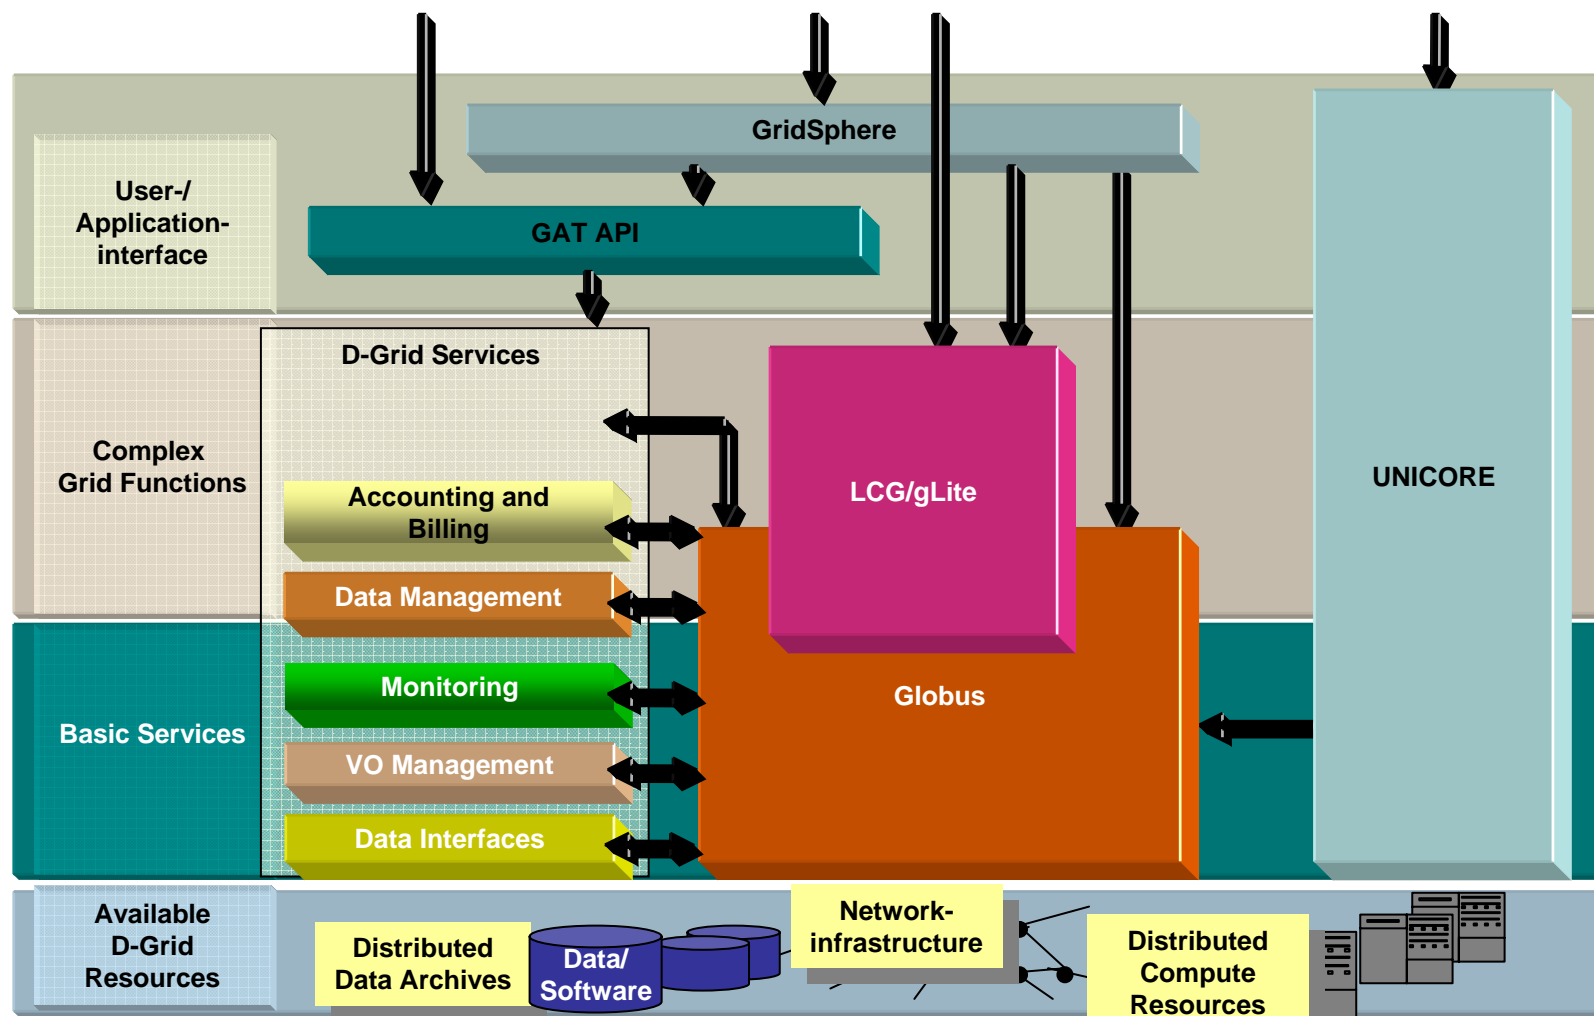 GridSphere
User-/
Application-
interface
GAT API
D-Grid Services
Complex
Grid Functions
Accounting and
Billing
LCG/gLite
UNICORE
Data Management
Monitoring
Globus
Basic Services
VO Management
Data Interfaces
Available
D-Grid
Resources
Distributed
Data Archives
Data/
Software
Network-
infrastructure
Distributed
Compute
Resources